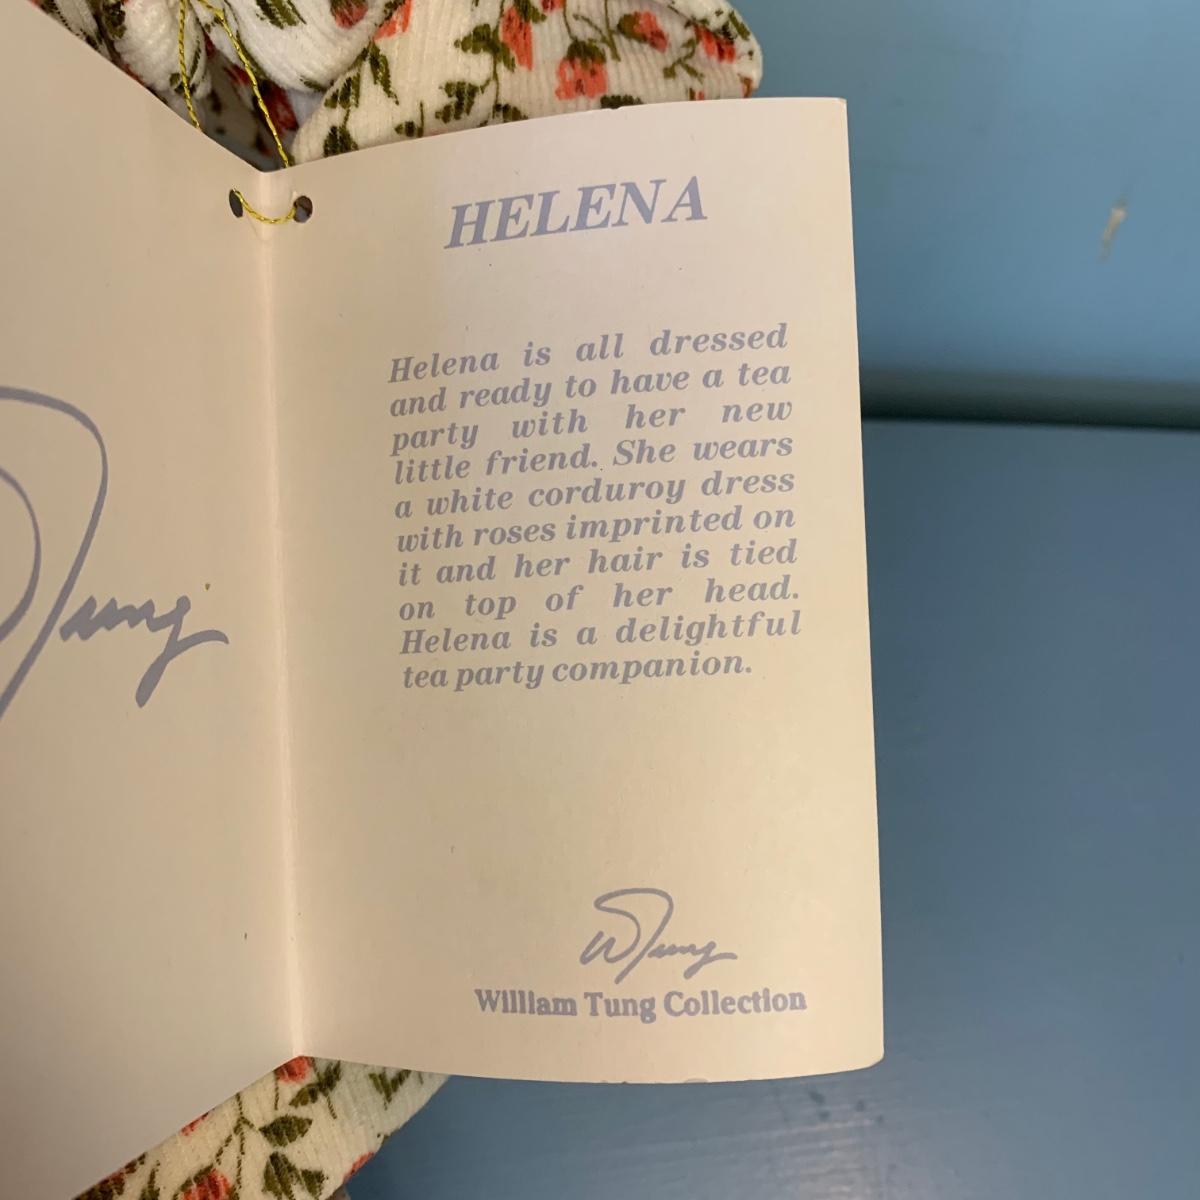 Tung
HELENA
Helena is all dressed
and ready to have a tea
party with her new
little friend. She wears
a white corduroy dress
with roses imprinted on
it and her hair is tied
on top of her head.
Helena is a delightful
tea party companion.
W Tung
William Tung Collection